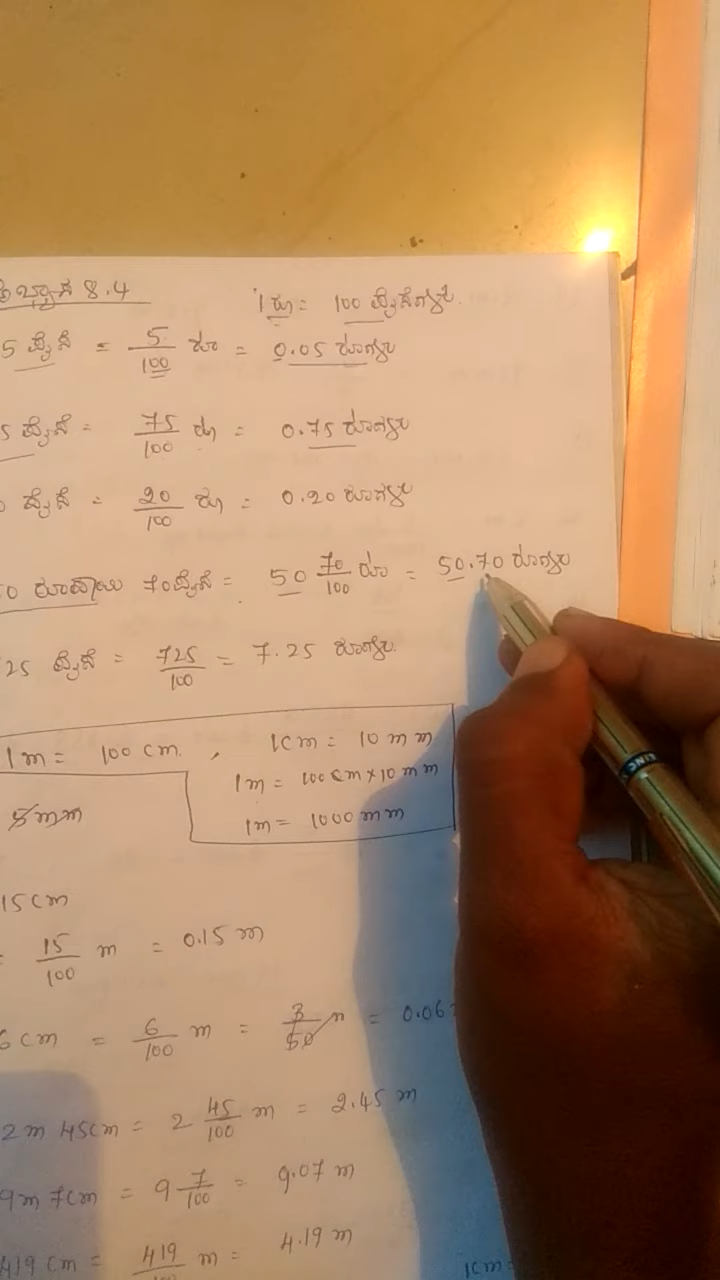 ಅಭ್ಯಾಸ 8.4
1 ರೂ = 100 ಪೈಸೆಗಳು.
5 ಪೈಸೆ = 5/100 ರೂ = 0.05 ರೂಗಳು
5 ಪೈಸೆ = 75/100 ರೂ = 0.75 ರೂಗಳು
0 ಪೈಸೆ = 20/100 ರೂ = 0.20 ರೂಗಳು
50 ರೂಪಾಯಿ 70 ಪೈಸೆ = 50 70/100 ರೂ = 50.70 ರೂಗಳು
725 ಪೈಸೆ = 725/100 = 7.25 ರೂಗಳು.
1m = 100 cm, 1cm = 10 mm
1m = 100 cm × 10 mm
1m = 1000 mm
15 cm
= 15/100 m = 0.15 m
6 cm = 6/100 m = 3/50 m = 0.06
2m 45cm = 2 45/100 m = 2.45 m
9m 7cm = 9 7/100 = 9.07 m
419 cm = 419/100 m = 4.19 m
1cm =